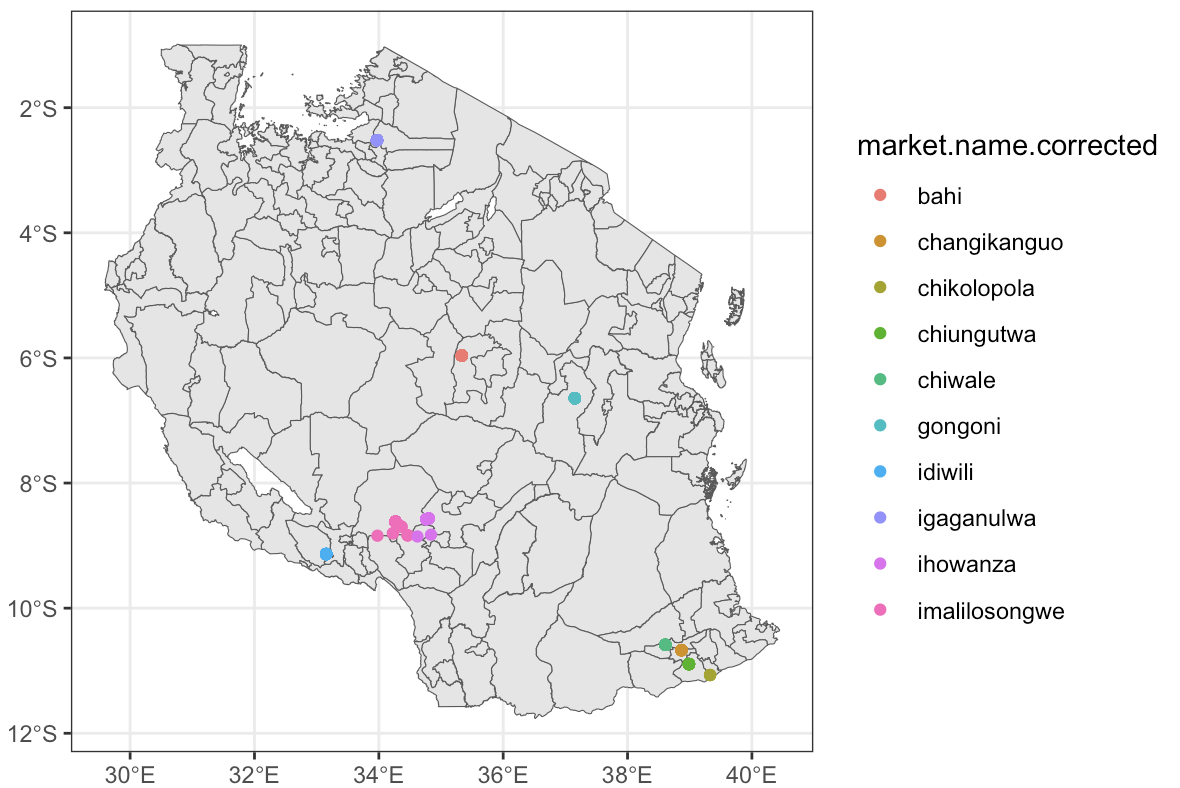 2°S
4°S
6°S
8°S
10°S
12°S
30°E 32°E 34°E 36°E 38°E 40°E
market.name.corrected
bahi
changikanguo
chikolopola
chiungutwa
chiwale
gongoni
idiwili
igaganulwa
ihowanza
imalilosongwe